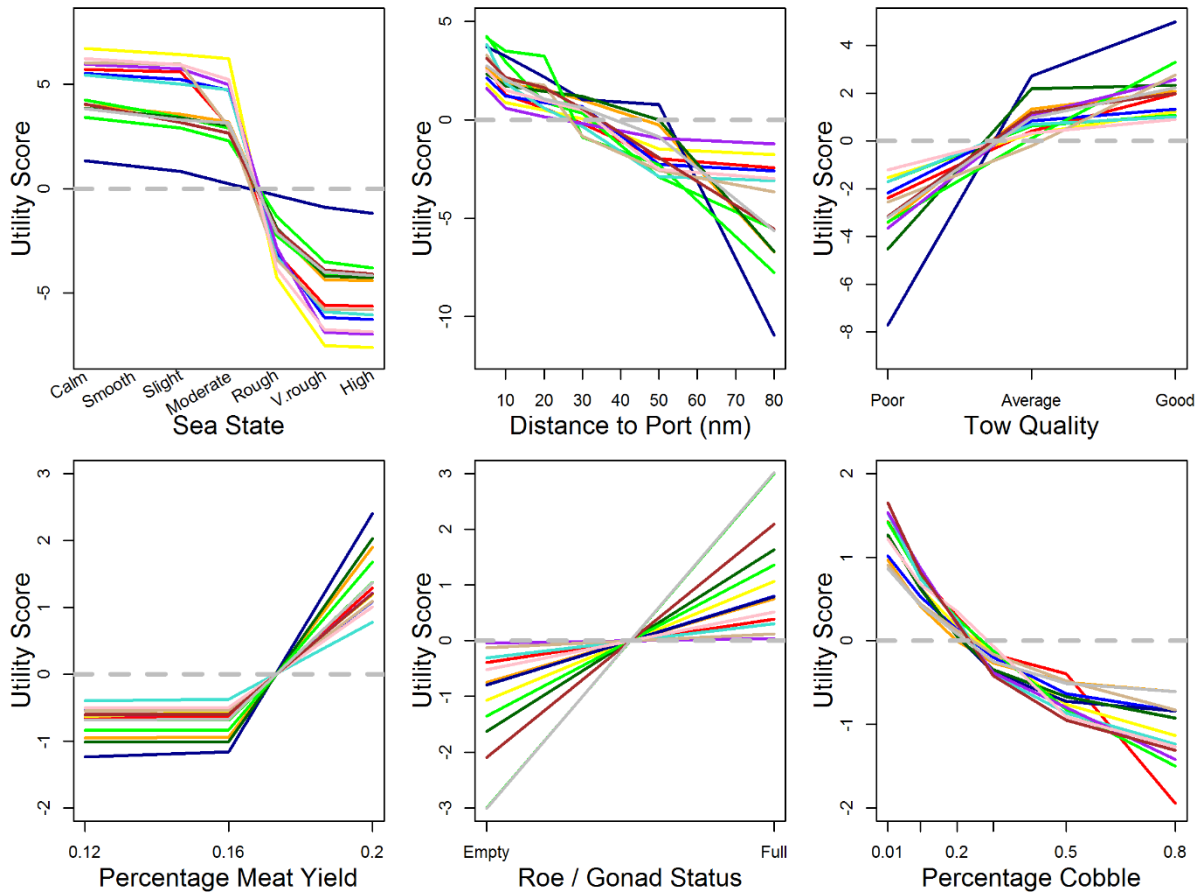 Utility Score
5
0
-5
Calm
Smooth
Slight
Moderate
Rough
V.rough
High
Sea State
Utility Score
5
0
-5
-10
10 20 30 40 50 60 70 80
Distance to Port (nm)
Utility Score
4
2
0
-2
-4
-6
-8
Poor Average Good
Tow Quality
Utility Score
3
2
1
0
-1
-2
0.12 0.16 0.2
Percentage Meat Yield
Utility Score
3
2
1
0
-1
-2
-3
Empty Full
Roe / Gonad Status
Utility Score
2
1
0
-1
-2
0.01 0.2 0.5 0.8
Percentage Cobble